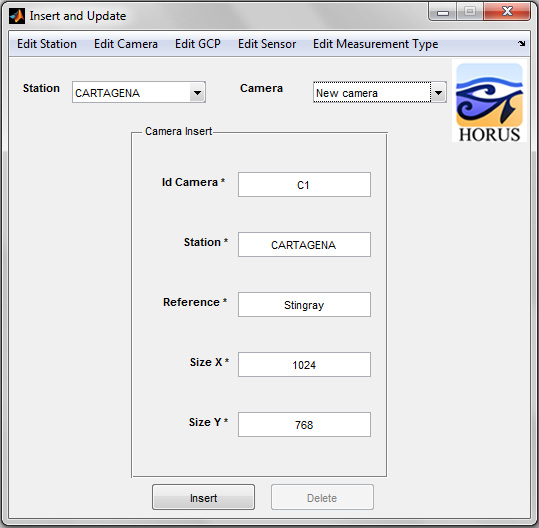 Insert and Update
Edit Station Edit Camera Edit GCP Edit Sensor Edit Measurement Type
Station CARTAGENA Camera New camera
HORUS
Camera Insert
Id Camera * C1
Station * CARTAGENA
Reference * Stingray
Size X * 1024
Size Y * 768
Insert Delete